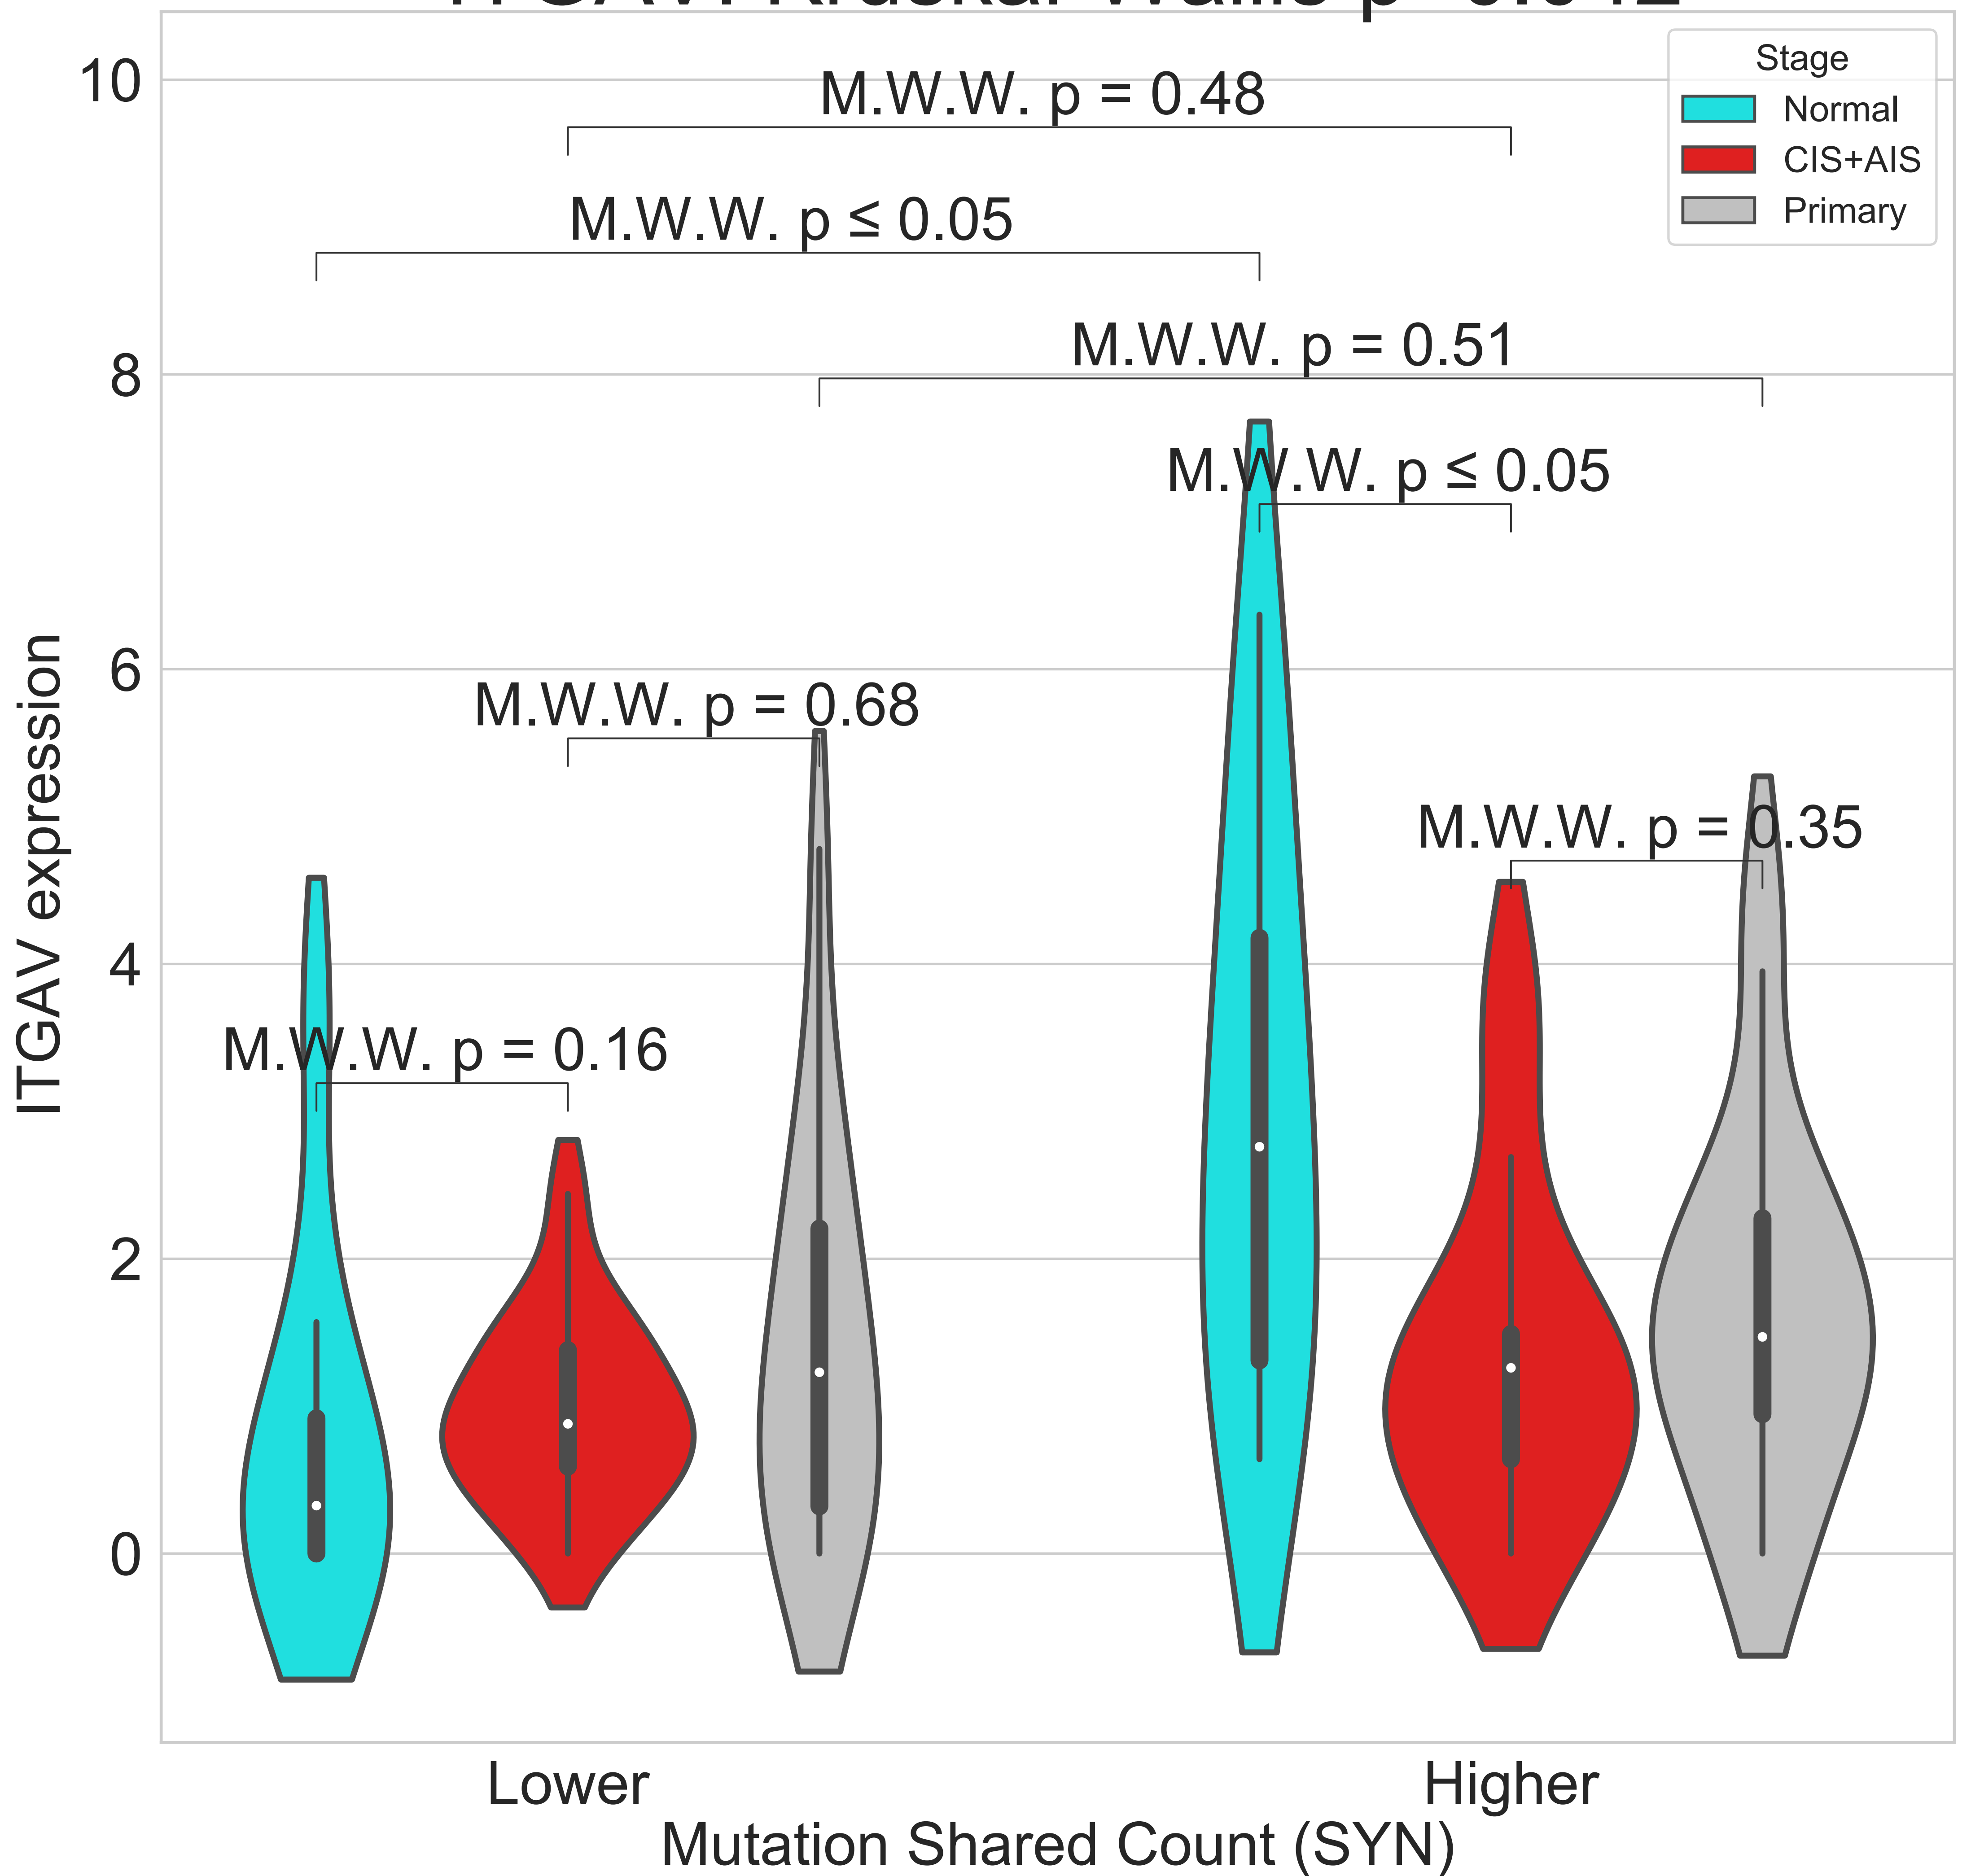 10
8
6
4
2
0
ITGAV expression
M.W.W. p = 0.48
M.W.W. p ≤ 0.05
M.W.W. p = 0.51
M.W.W. p ≤ 0.05
M.W.W. p = 0.68
M.W.W. p = 0.35
M.W.W. p = 0.16
Stage
Normal
CIS+AIS
Primary
Lower
Higher
Mutation Shared Count (SYN)